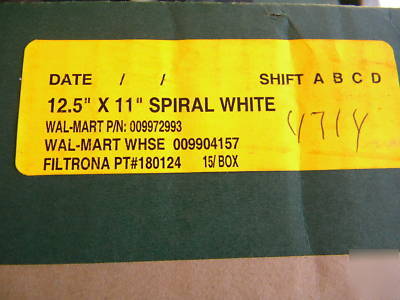 DATE / / SHIFT A B C D
12.5" X 11" SPIRAL WHITE
WAL-MART P/N: 009972993
4714
WAL-MART WHSE 009904157
FILTRONA PT#180124 15/BOX